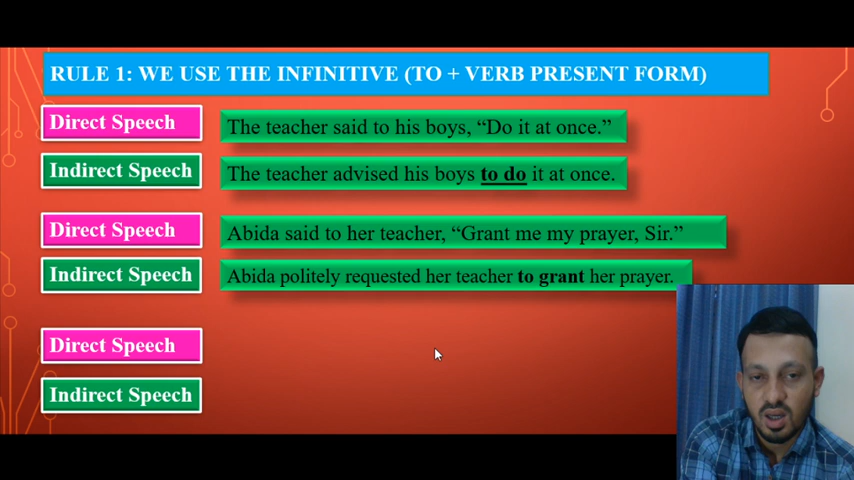 RULE 1: WE USE THE INFINITIVE (TO + VERB PRESENT FORM)
Direct Speech
The teacher said to his boys, “Do it at once.”
Indirect Speech
The teacher advised his boys to do it at once.
Direct Speech
Abida said to her teacher, “Grant me my prayer, Sir.”
Indirect Speech
Abida politely requested her teacher to grant her prayer.
Direct Speech
Indirect Speech